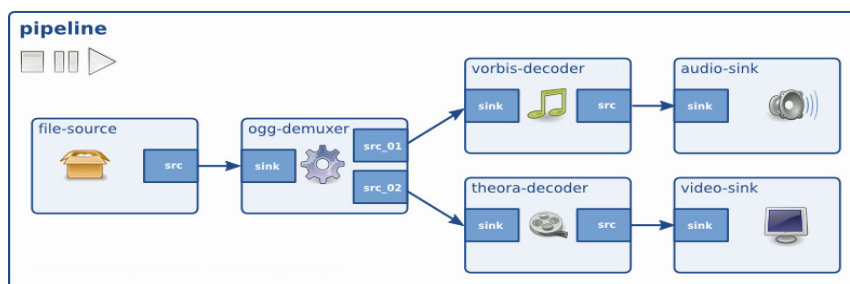 pipeline
file-source
src
ogg-demuxer
sink
src_01
src_02
vorbis-decoder
sink
src
audio-sink
sink
theora-decoder
sink
src
video-sink
sink